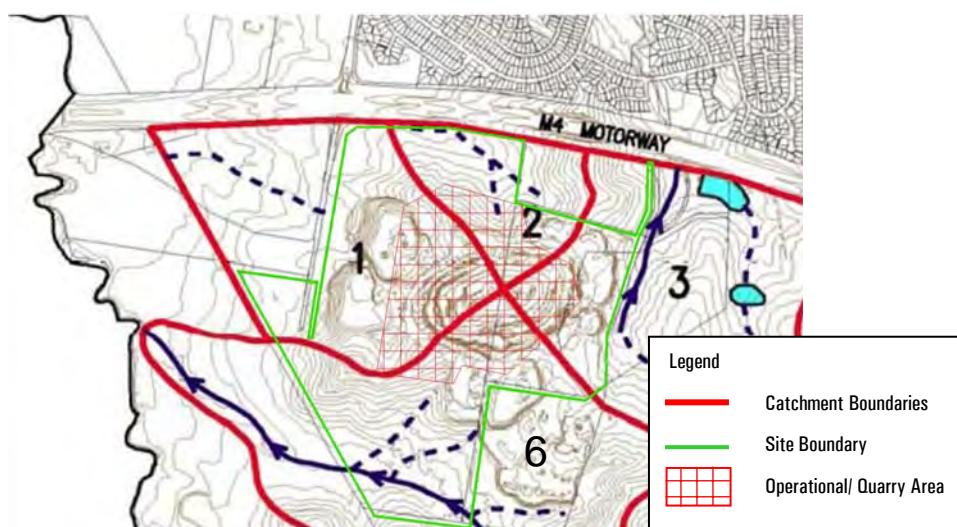 M4 MOTORWAY
2
1
3
6
Legend
Catchment Boundaries
Site Boundary
Operational/ Quarry Area